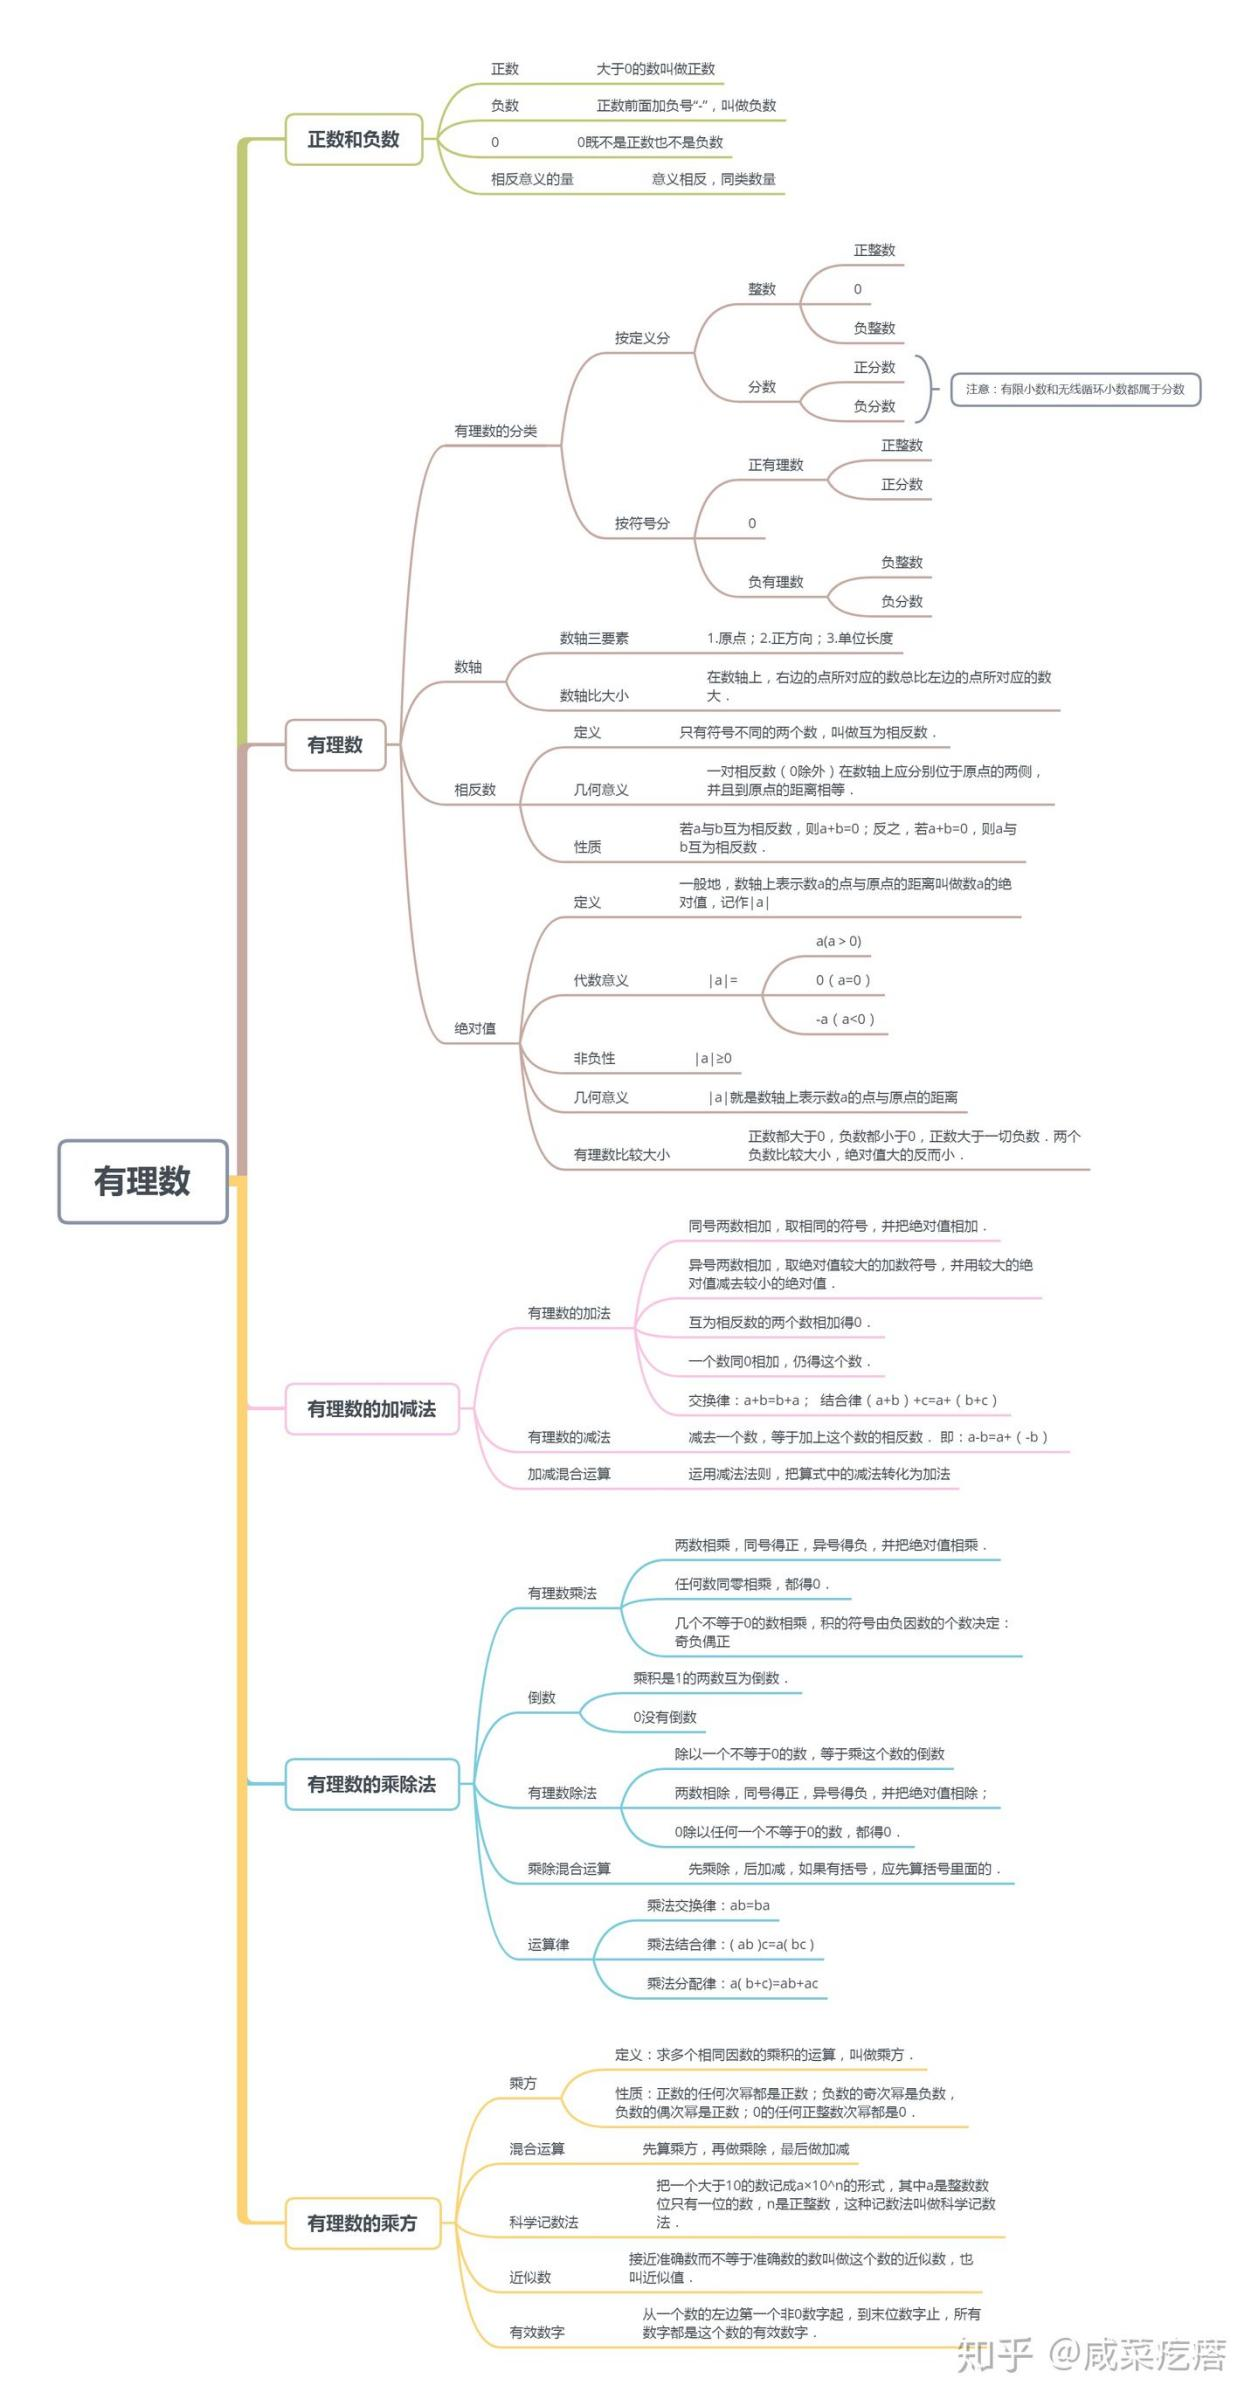 正数
大于0的数叫做正数
负数
正数前面加负号“-”，叫做负数
正数和负数
0
0既不是正数也不是负数
相反意义的量
意义相反，同类数量
正整数
整数
0
按定义分
负整数
正分数
分数
注意：有限小数和无线循环小数都属于分数
负分数
有理数的分类
正整数
正有理数
正分数
按符号分
0
负整数
负有理数
负分数
数轴三要素
1.原点；2.正方向；3.单位长度
数轴
在数轴上，右边的点所对应的数总比左边的点所对应的数
大．
数轴比大小
有理数
定义
只有符号不同的两个数，叫做互为相反数．
相反数
几何意义
一对相反数（0除外）在数轴上应分别位于原点的两侧，
并且到原点的距离相等．
性质
若a与b互为相反数，则a+b=0；反之，若a+b=0，则a与
b互为相反数．
定义
一般地，数轴上表示数a的点与原点的距离叫做数a的绝
对值，记作|a|
a(a＞0)
代数意义
|a|=
0（a=0）
-a（a<0）
绝对值
非负性
|a|≥0
几何意义
|a|就是数轴上表示数a的点与原点的距离
有理数比较大小
正数都大于0，负数都小于0，正数大于一切负数．两个
负数比较大小，绝对值大的反而小．
有理数
同号两数相加，取相同的符号，并把绝对值相加．
异号两数相加，取绝对值较大的加数符号，并用较大的绝
对值减去较小的绝对值．
有理数的加法
互为相反数的两个数相加得0．
一个数同0相加，仍得这个数．
交换律：a+b=b+a； 结合律（a+b）+c=a+（b+c）
有理数的加减法
有理数的减法
减去一个数，等于加上这个数的相反数． 即：a-b=a+（-b）
加减混合运算
运用减法法则，把算式中的减法转化为加法
两数相乘，同号得正，异号得负，并把绝对值相乘．
有理数乘法
任何数同零相乘，都得0．
几个不等于0的数相乘，积的符号由负因数的个数决定：
奇负偶正
乘积是1的两数互为倒数．
倒数
0没有倒数
除以一个不等于0的数，等于乘这个数的倒数
有理数的乘除法
有理数除法
两数相除，同号得正，异号得负，并把绝对值相除；
0除以任何一个不等于0的数，都得0．
乘除混合运算
先乘除，后加减，如果有括号，应先算括号里面的．
乘法交换律：ab=ba
运算律
乘法结合律：( ab )c=a( bc )
乘法分配律：a( b+c)=ab+ac
定义：求多个相同因数的乘积的运算，叫做乘方．
乘方
性质：正数的任何次幂都是正数；负数的奇次幂是负数，
负数的偶次幂是正数；0的任何正整数次幂都是0．
混合运算
先算乘方，再做乘除，最后做加减
有理数的乘方
把一个大于10的数记成a×10^n的形式，其中a是整数数
位只有一位的数，n是正整数，这种记数法叫做科学记数
法．
科学记数法
接近准确数而不等于准确数的数叫做这个数的近似数，也
叫近似值．
近似数
从一个数的左边第一个非0数字起，到末位数字止，所有
数字都是这个数的有效数字．
有效数字
知乎 @咸菜疙瘩